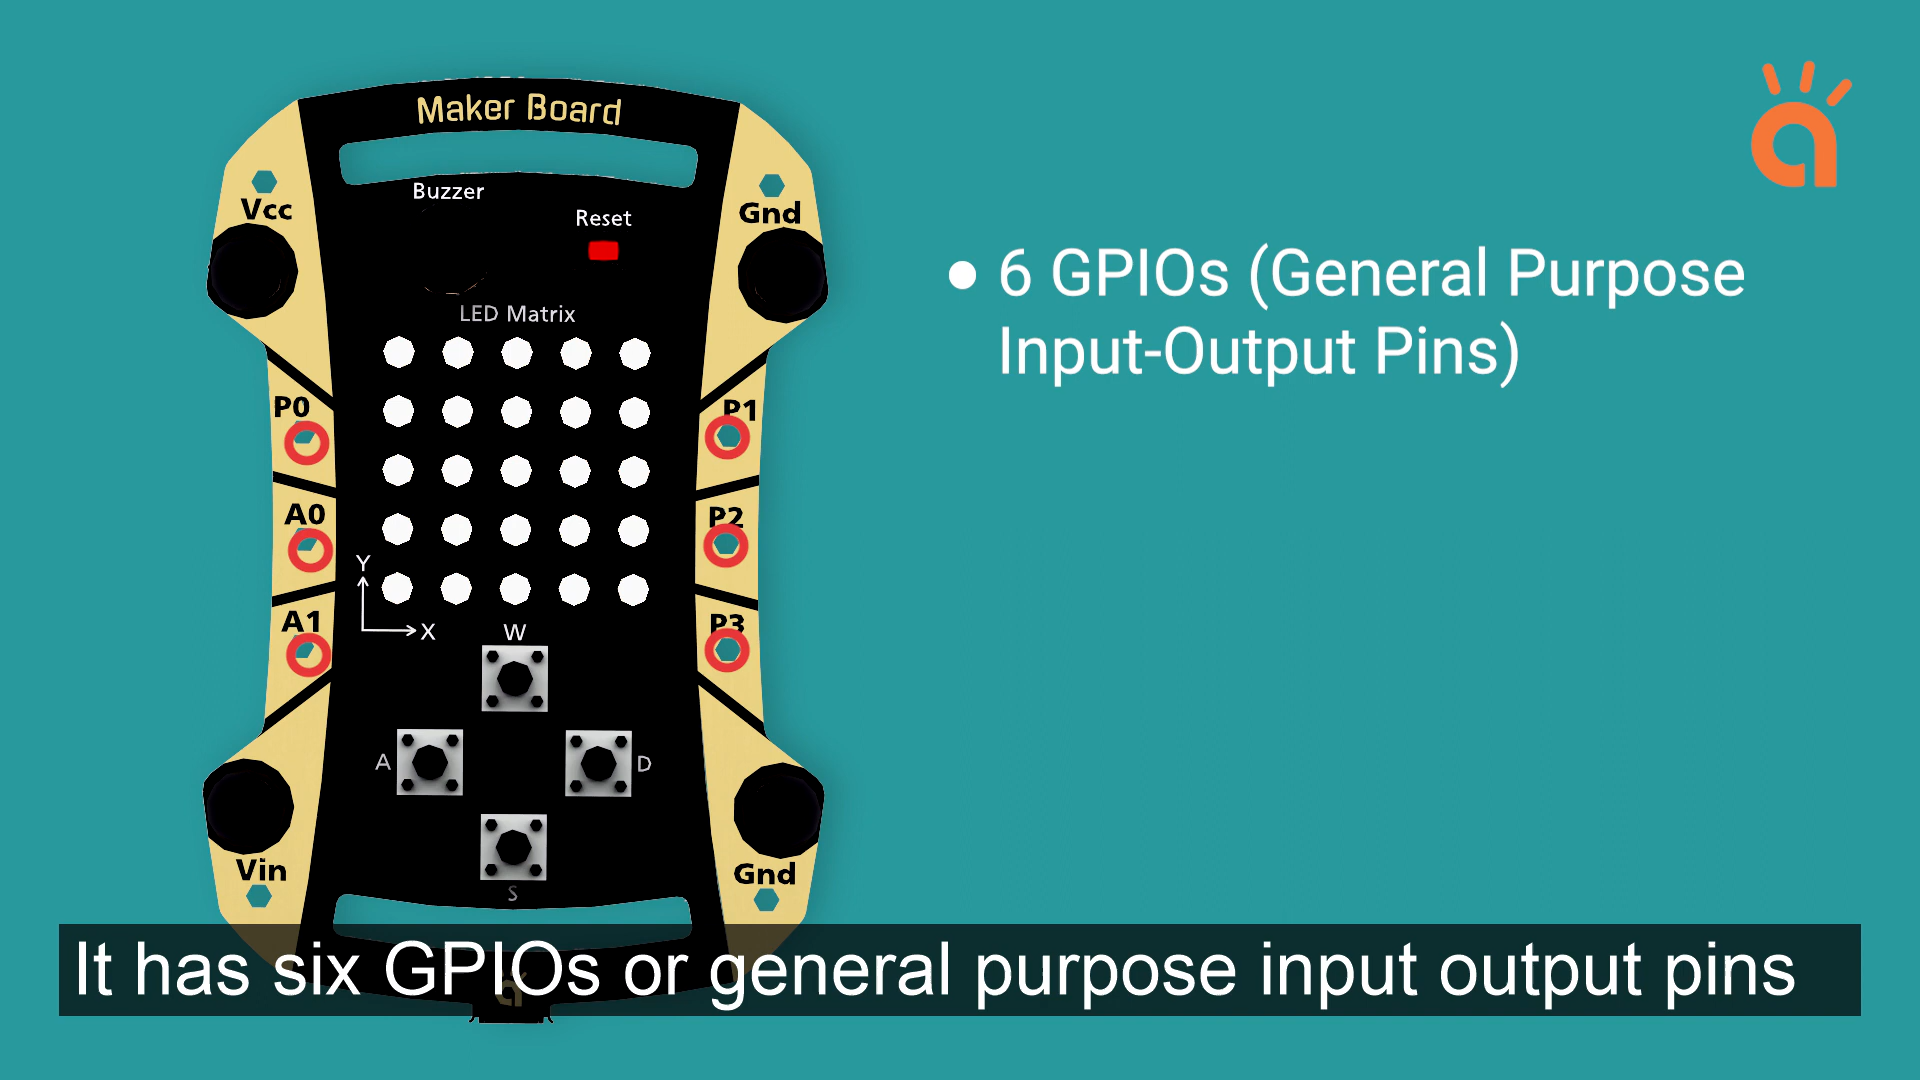 Maker Board
Buzzer
Reset
Vcc
Gnd
LED Matrix
P0
P1
A0
P2
A1
P3
Y
X
W
A
D
S
Vin
Gnd
6 GPIOs (General Purpose
Input-Output Pins)
It has six GPIOs or general purpose input output pins